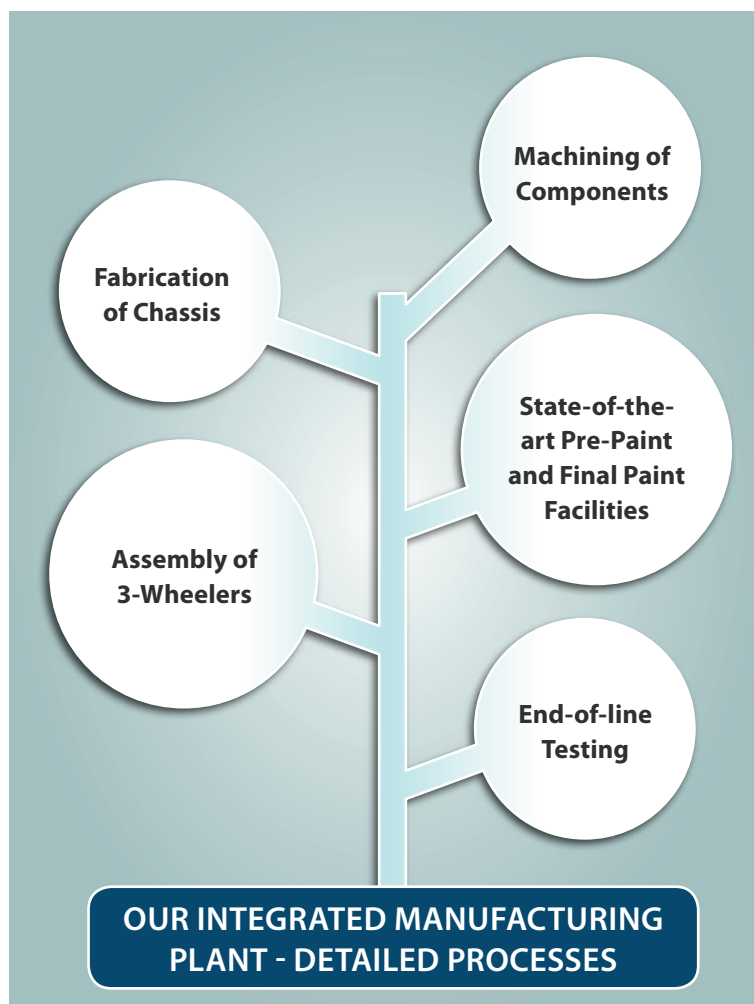 Machining of
Components
Fabrication
of Chassis
State-of-the-
art Pre-Paint
and Final Paint
Facilities
Assembly of
3-Wheelers
End-of-line
Testing
OUR INTEGRATED MANUFACTURING
PLANT - DETAILED PROCESSES